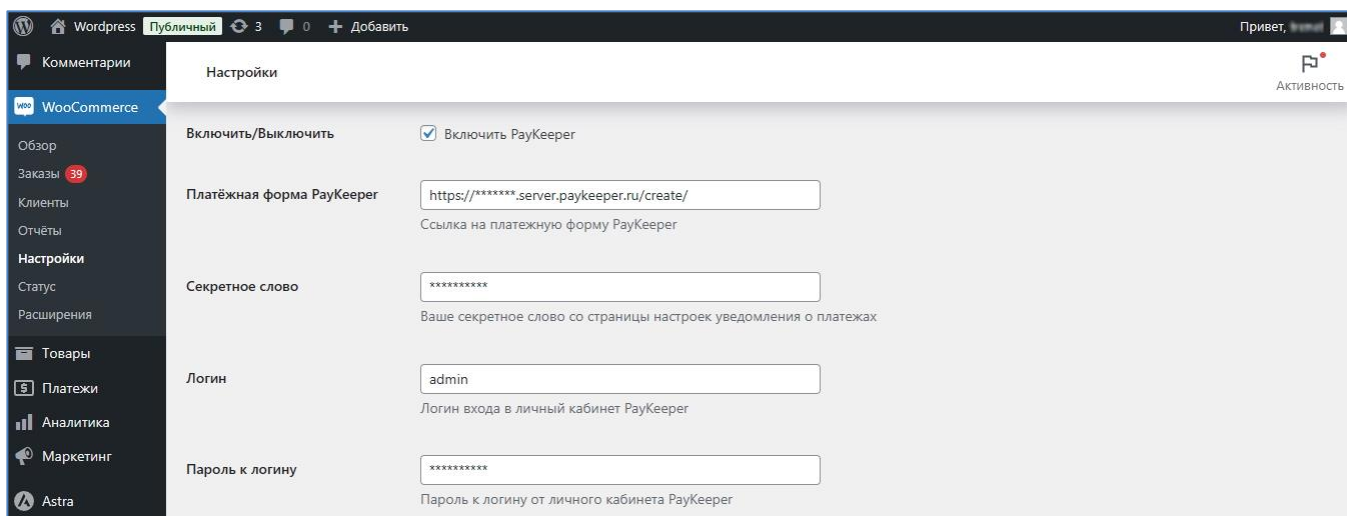 Wordpress Публичный 3 0 + Добавить
Привет,
Комментарии
Настройки
Активность
WooCommerce
Обзор
Заказы 39
Клиенты
Отчёты
Настройки
Статус
Расширения
Товары
Платежи
Аналитика
Маркетинг
Astra
Включить/Выключить
Включить PayKeeper
Платёжная форма PayKeeper
https://*******.server.paykeeper.ru/create/
Ссылка на платежную форму PayKeeper
Секретное слово
**********
Ваше секретное слово со страницы настроек уведомления о платежах
Логин
admin
Логин входа в личный кабинет PayKeeper
Пароль к логину
**********
Пароль к логину от личного кабинета PayKeeper